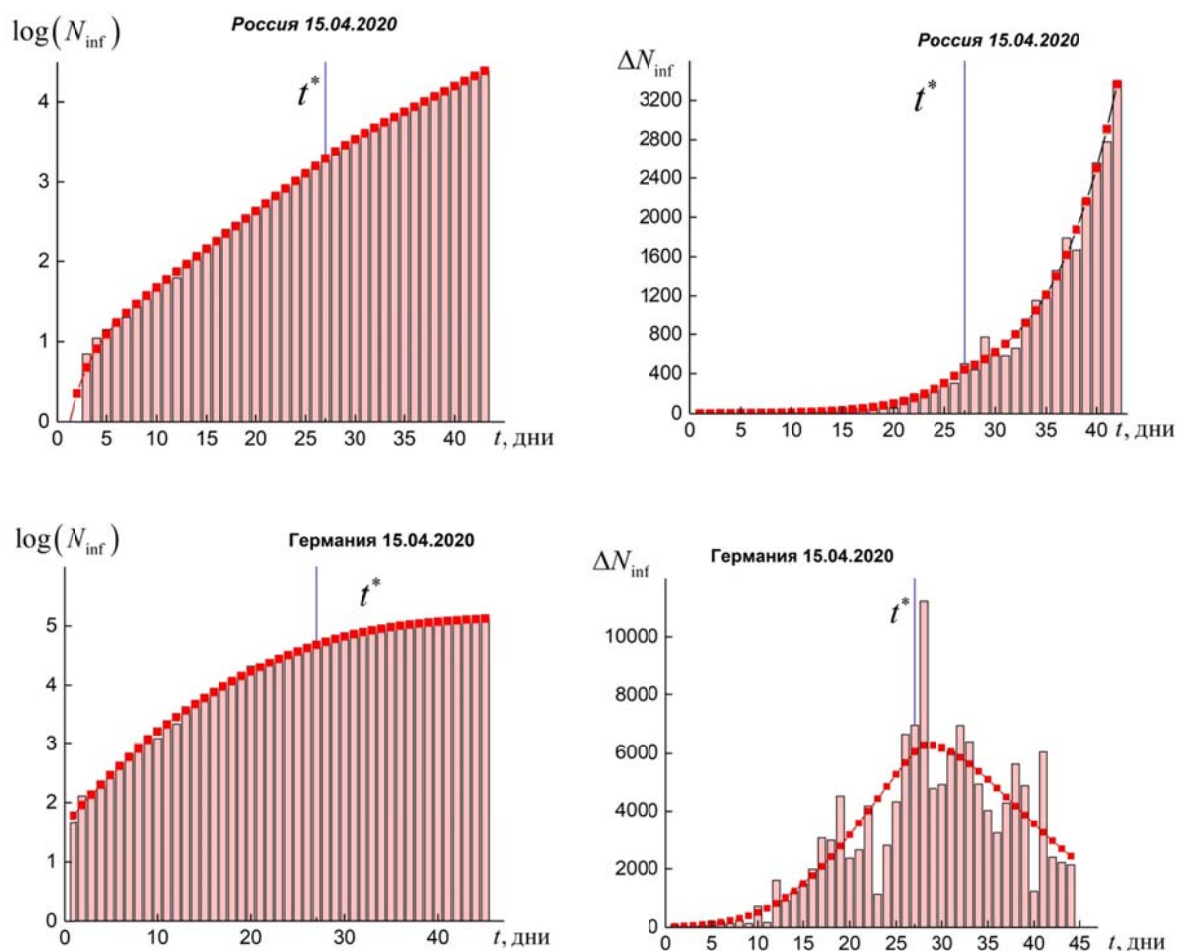 log(N_inf)
Россия 15.04.2020
t*
4
3
2
1
0
0 5 10 15 20 25 30 35 40 t, дни
ΔN_inf
Россия 15.04.2020
t*
3200
2800
2400
2000
1600
1200
800
400
0
0 5 10 15 20 25 30 35 40 t, дни
log(N_inf)
Германия 15.04.2020
t*
5
4
3
2
1
0
0 10 20 30 40 t, дни
ΔN_inf
Германия 15.04.2020
t*
10000
8000
6000
4000
2000
0
0 5 10 15 20 25 30 35 40 45 t, дни